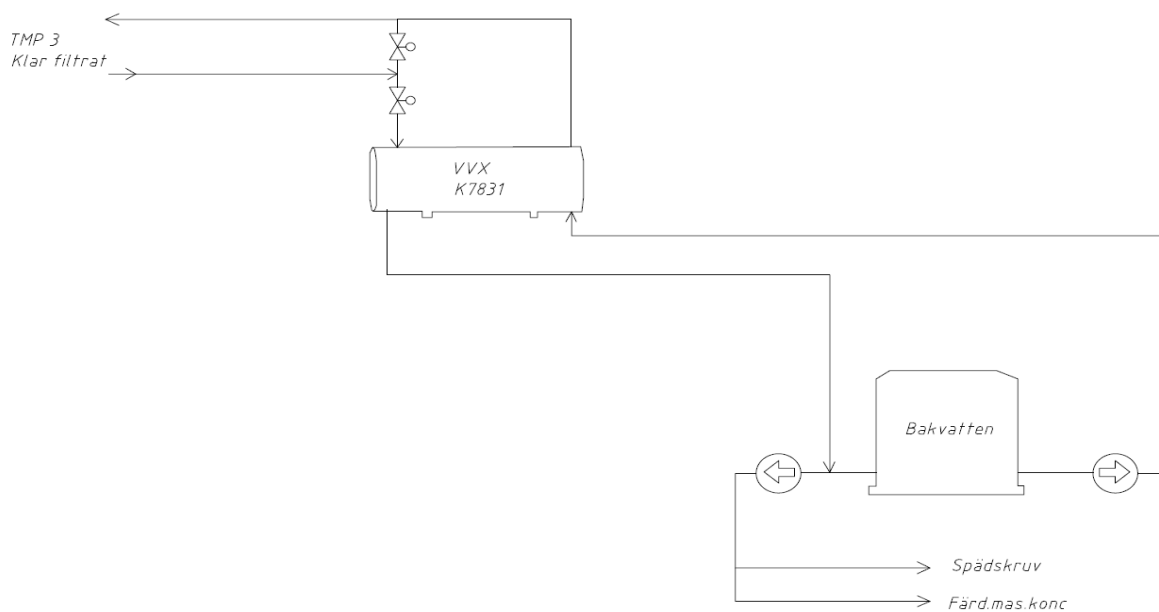 TMP 3
Klar filtrat
VVX
K7831
Bakvatten
Spädskruv
Färd.mas.konc